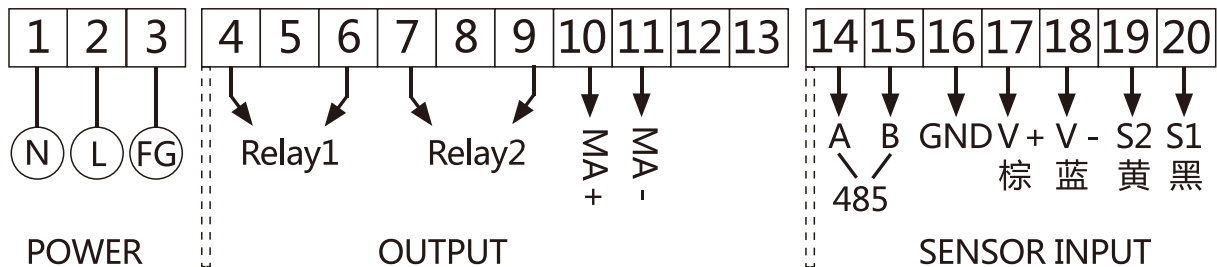 1 2 3 4 5 6 7 8 9 10 11 12 13 14 15 16 17 18 19 20
N L FG Relay1 Relay2 MA+ MA- A B GND V+ V- S2 S1
棕 蓝 黄 黑
485
POWER OUTPUT SENSOR INPUT